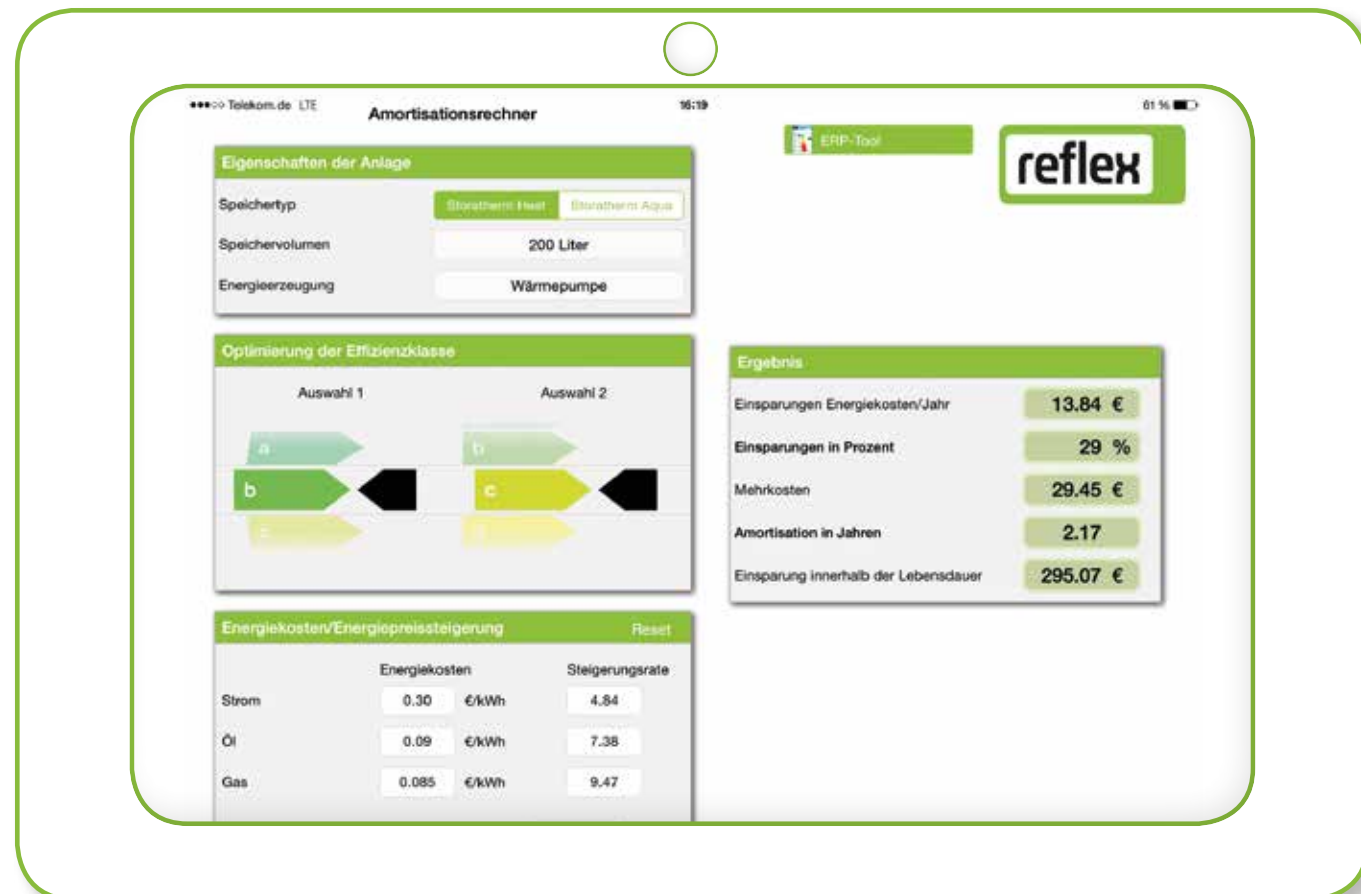 Telekom.de LTE
16:19
61 %
Amortisationsrechner
ERP-Tool
reflex
Eigenschaften der Anlage
Speichertyp Storatherm Heat Storatherm Aqua
Speichervolumen 200 Liter
Energieerzeugung Wärmepumpe
Optimierung der Effizienzklasse
Auswahl 1 Auswahl 2
a b
b c
Energiekosten/Energiepreissteigerung Reset
Energiekosten Steigerungsrate
Strom 0.30 €/kWh 4.84
Öl 0.09 €/kWh 7.38
Gas 0.085 €/kWh 9.47
Ergebnis
Einsparungen Energiekosten/Jahr 13.84 €
Einsparungen in Prozent 29 %
Mehrkosten 29.45 €
Amortisation in Jahren 2.17
Einsparung innerhalb der Lebensdauer 295.07 €